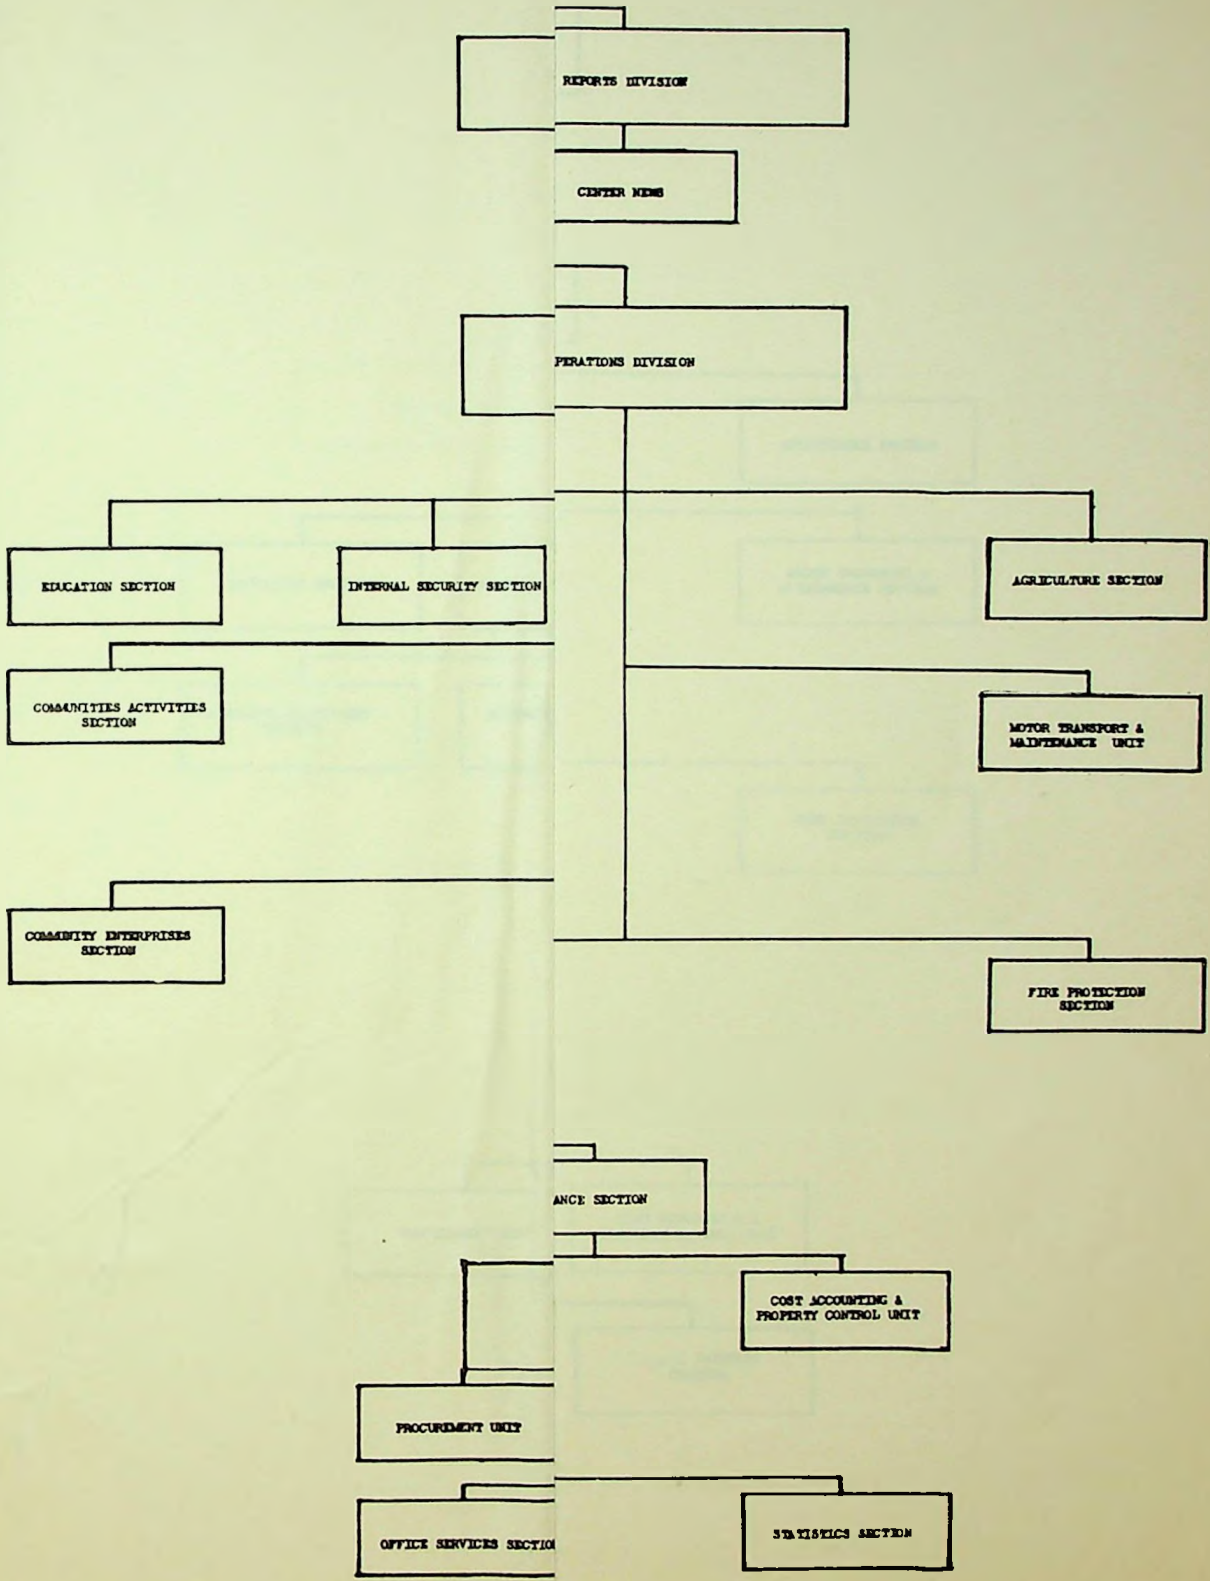 REPORTS DIVISION
CENTER NEWS
PERATIONS DIVISION
EDUCATION SECTION
INTERNAL SECURITY SECTION
AGRICULTURE SECTION
COMMUNITIES ACTIVITIES
SECTION
MOTOR TRANSPORT &
MAINTENANCE UNIT
COMMUNITY ENTERPRISES
SECTION
FIRE PROTECTION
SECTION
ANCE SECTION
COST ACCOUNTING &
PROPERTY CONTROL UNIT
PROCUREMENT UNIT
OFFICE SERVICES SECTIO
STATISTICS SECTION